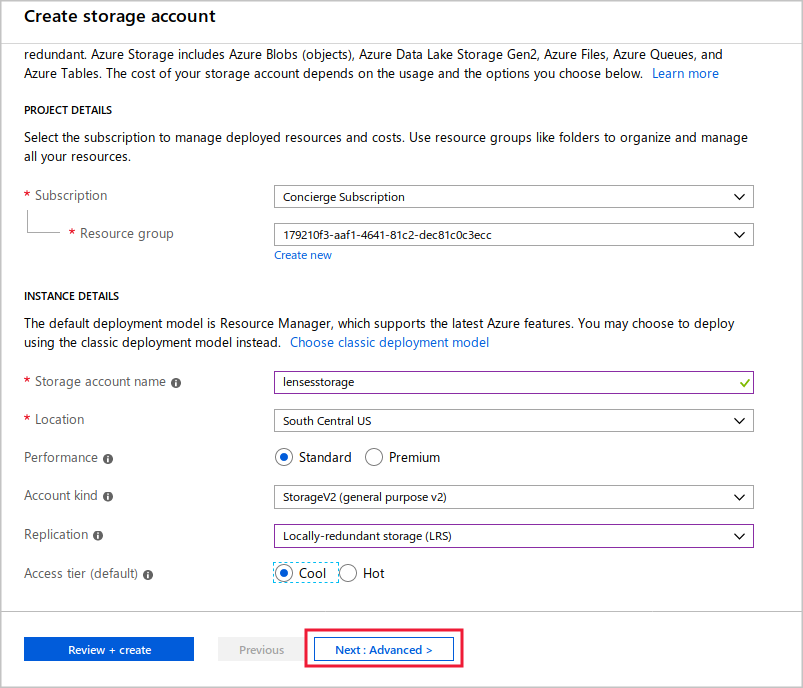 Create storage account
redundant. Azure Storage includes Azure Blobs (objects), Azure Data Lake Storage Gen2, Azure Files, Azure Queues, and
Azure Tables. The cost of your storage account depends on the usage and the options you choose below. Learn more
PROJECT DETAILS
Select the subscription to manage deployed resources and costs. Use resource groups like folders to organize and manage
all your resources.
* Subscription
Concierge Subscription
* Resource group
179210f3-aaf1-4641-81c2-dec81c0c3ecc
Create new
INSTANCE DETAILS
The default deployment model is Resource Manager, which supports the latest Azure features. You may choose to deploy
using the classic deployment model instead. Choose classic deployment model
* Storage account name
lensesstorage
* Location
South Central US
Performance
Standard
Premium
Account kind
StorageV2 (general purpose v2)
Replication
Locally-redundant storage (LRS)
Access tier (default)
Cool
Hot
Review + create
Previous
Next : Advanced >